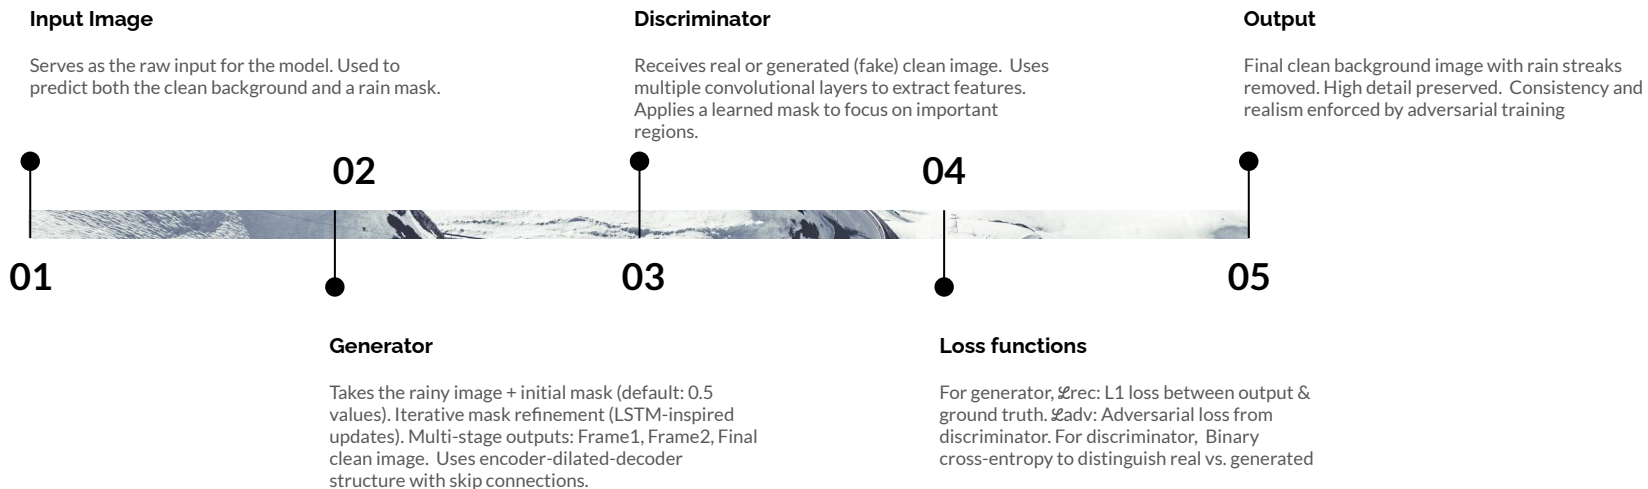 Input Image
Serves as the raw input for the model. Used to
predict both the clean background and a rain mask.
01
02
Generator
Takes the rainy image + initial mask (default: 0.5
values). Iterative mask refinement (LSTM-inspired
updates). Multi-stage outputs: Frame1, Frame2, Final
clean image.  Uses encoder-dilated-decoder
structure with skip connections.
Discriminator
Receives real or generated (fake) clean image.  Uses
multiple convolutional layers to extract features.
Applies a learned mask to focus on important
regions.
03
04
Loss functions
For generator, ℒrec: L1 loss between output &
ground truth. ℒadv: Adversarial loss from
discriminator. For discriminator,  Binary
cross-entropy to distinguish real vs. generated
Output
Final clean background image with rain streaks
removed. High detail preserved.  Consistency and
realism enforced by adversarial training
05